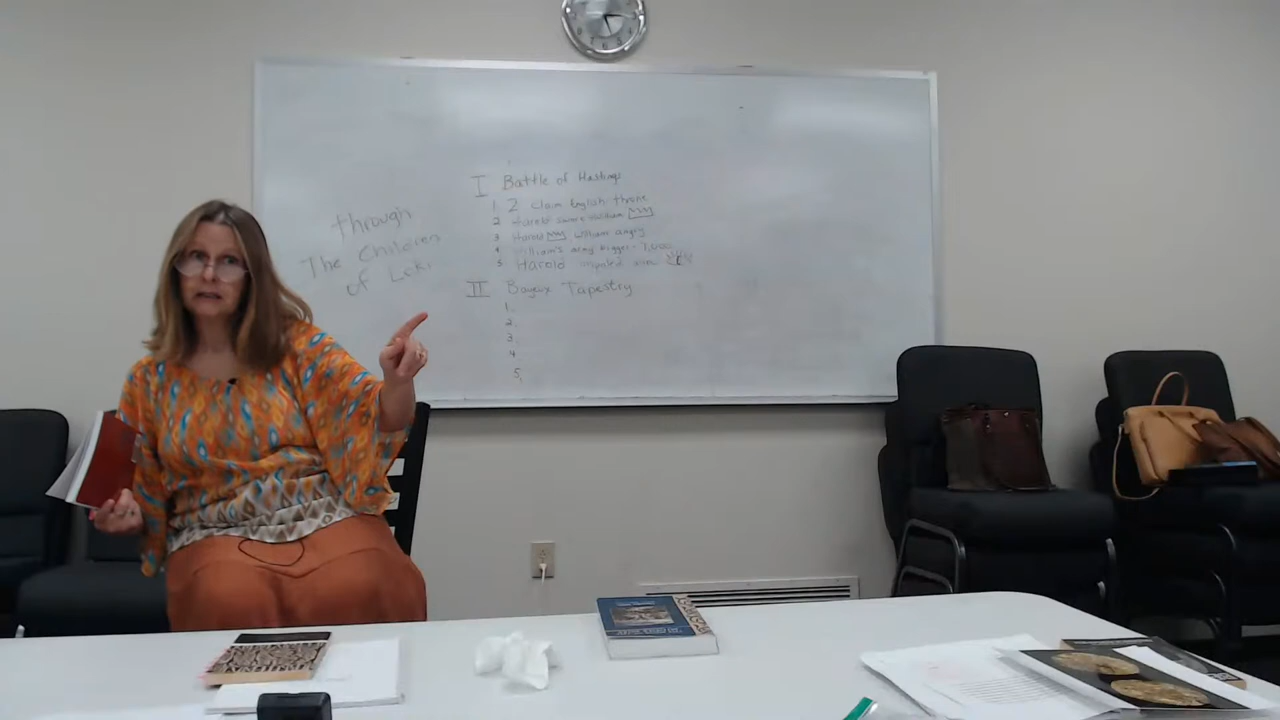 through
The Children
of Loki
I Battle of Hastings
1 2 Claim English throne
2 Harold swore William
3 Harold William angry
4 William's army bigger - 7,000
5 Harold
II Bayeux Tapestry
1.
2.
3.
4
5.